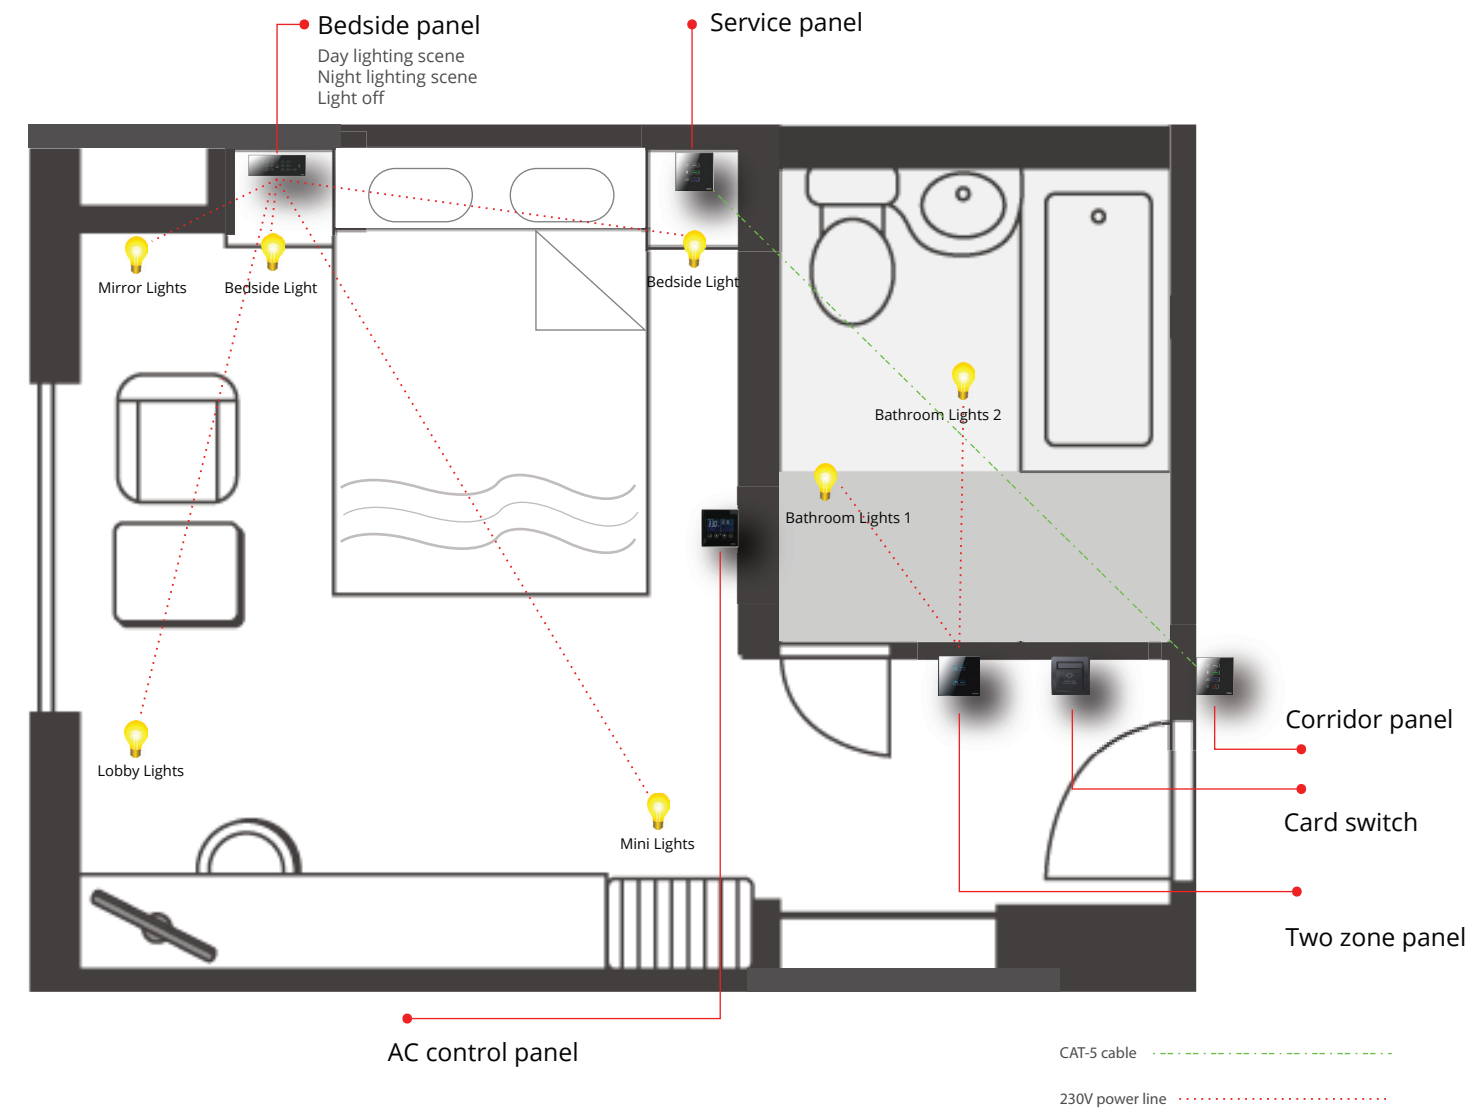 Bedside panel
Day lighting scene
Night lighting scene
Light off
Service panel
Mirror Lights
Bedside Light
Bedside Light
Bathroom Lights 2
Bathroom Lights 1
Corridor panel
Lobby Lights
Card switch
Mini Lights
Two zone panel
AC control panel
CAT-5 cable
230V power line